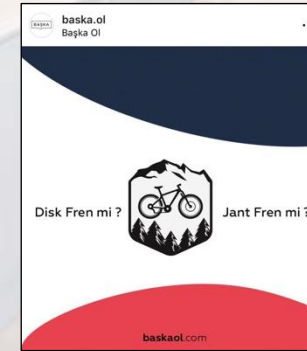 BAŞKA
baska.ol
Başka Ol
Disk Fren mi ?
Jant Fren mi ?
baskaol.com